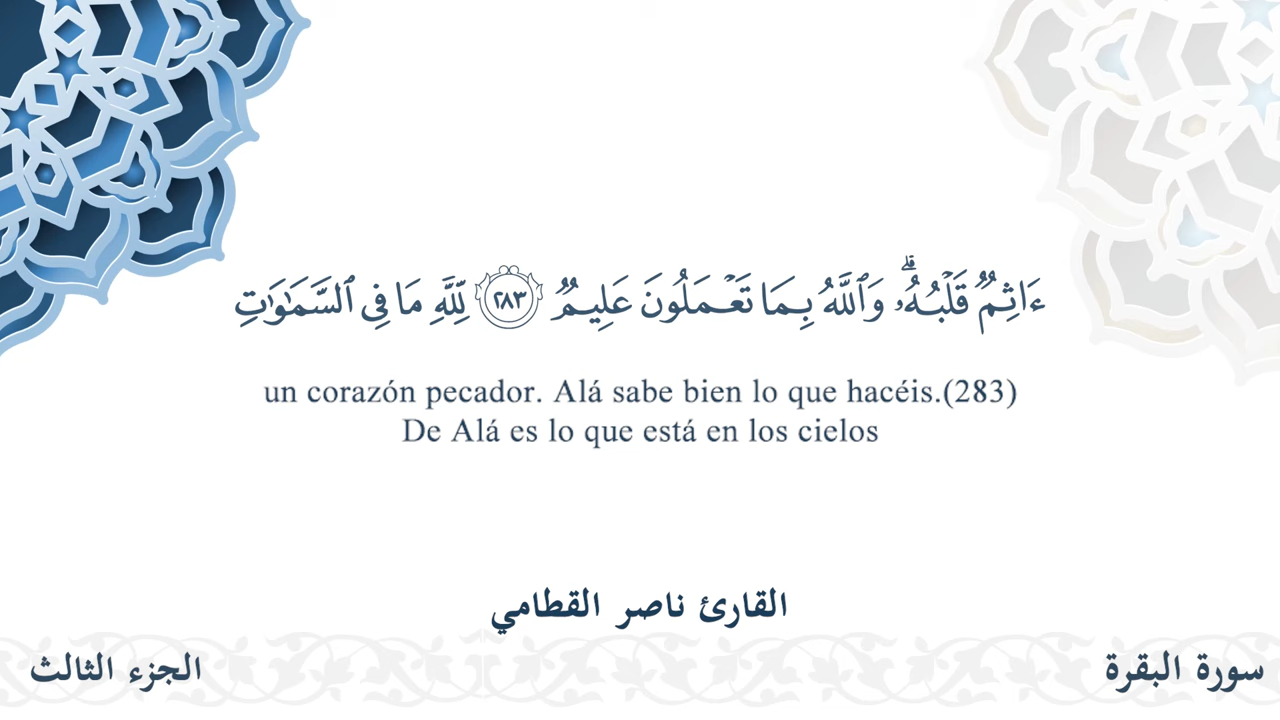 ءَاثِمٌ قَلْبُهُۥ ۗ وَٱللَّهُ بِمَا تَعْمَلُونَ عَلِيمٌ ٢٨٣ لِّلَّهِ مَا فِى ٱلسَّمَٰوَٰتِ
un corazón pecador. Alá sabe bien lo que hacéis.(283)
De Alá es lo que está en los cielos
القارئ ناصر القطامي
سورة البقرة
الجزء الثالث